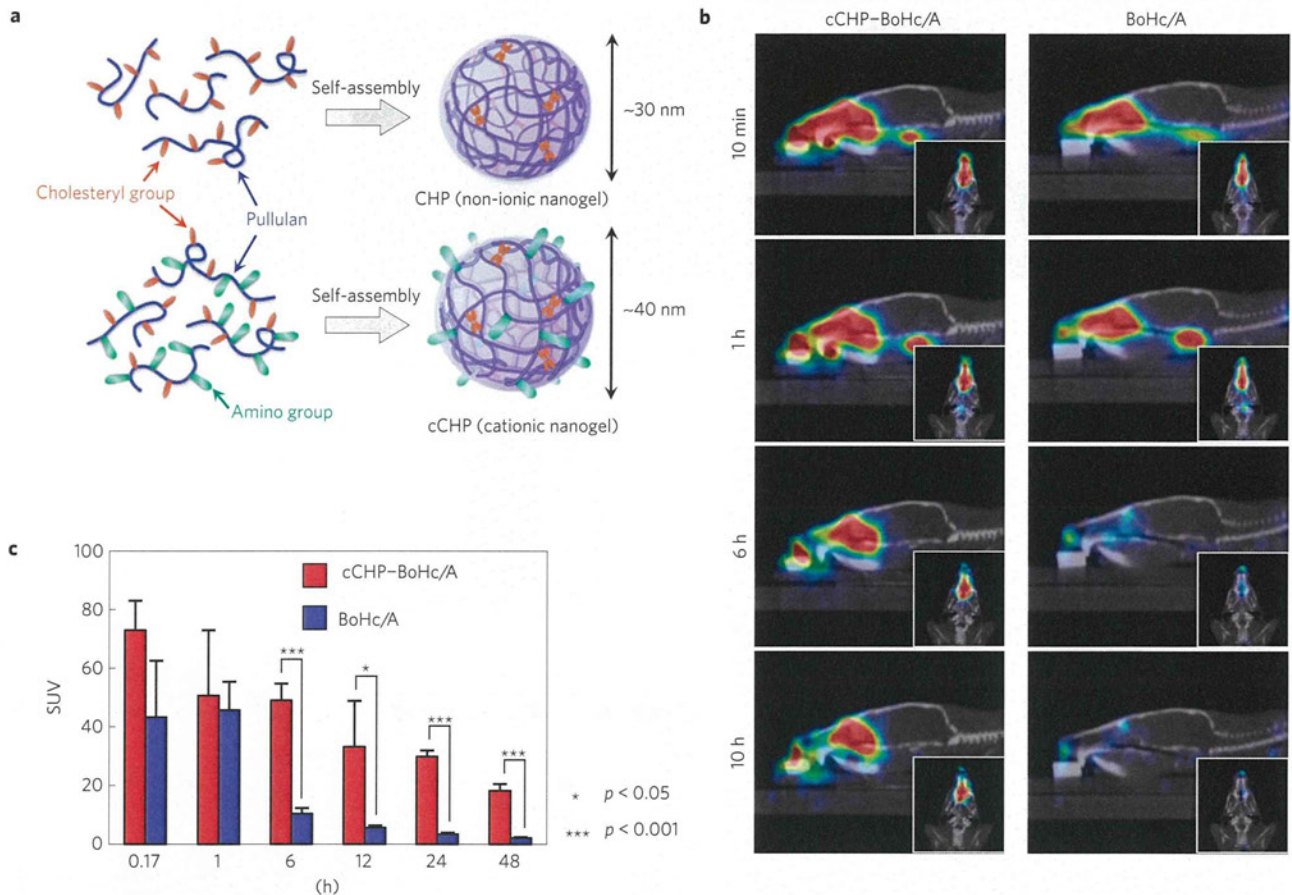 a
Self-assembly
~30 nm
CHP (non-ionic nanogel)
Cholesteryl group
Pullulan
Self-assembly
~40 nm
Amino group
cCHP (cationic nanogel)
b
cCHP–BoHc/A
BoHc/A
10 min
1 h
6 h
10 h
c
100
80
60
40
20
0
SUV
cCHP–BoHc/A
BoHc/A
***
*
***
***
0.17
1
6
12
24
48
(h)
* p < 0.05
*** p < 0.001